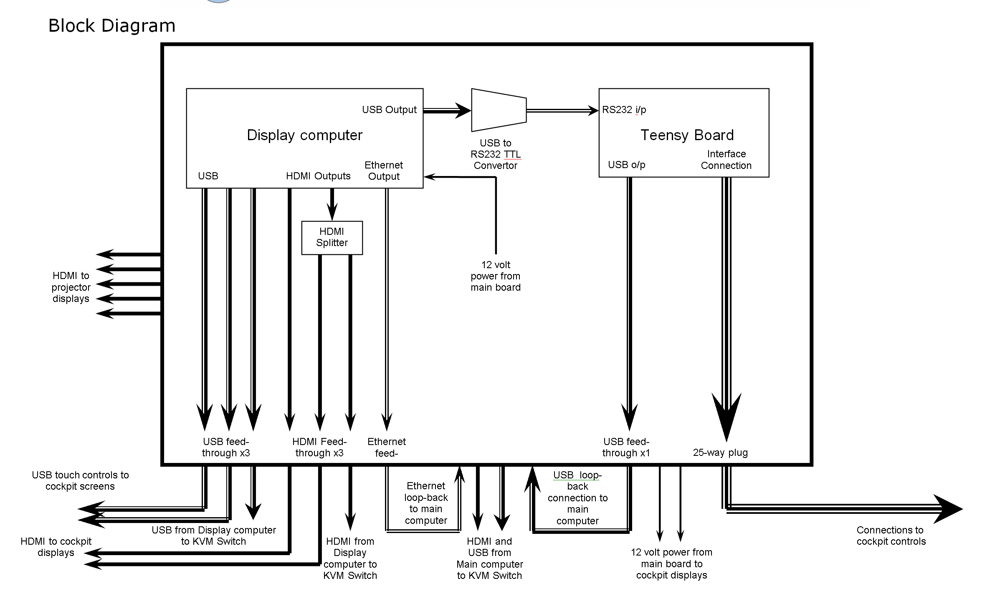 Block Diagram
USB Output
RS232 i/p
Display computer
Teensy Board
USB to
RS232 TTL
Convertor
Interface
Connection
USB o/p
USB
HDMI Outputs
Ethernet
Output
HDMI
Splitter
12 volt
power from
main board
HDMI to
projector
displays
USB feed-
through x3
HDMI Feed-
through x3
Ethernet
feed-
USB feed-
through x1
25-way plug
USB touch controls to
cockpit screens
Ethernet
loop-back
to main
computer
USB  loop-
back
connection to
main
computer
USB from Display computer
to KVM Switch
HDMI to cockpit
displays
HDMI from
Display
computer to
KVM Switch
HDMI and
USB from
Main computer
to KVM Switch
12 volt power from
main board to
cockpit displays
Connections to
cockpit controls